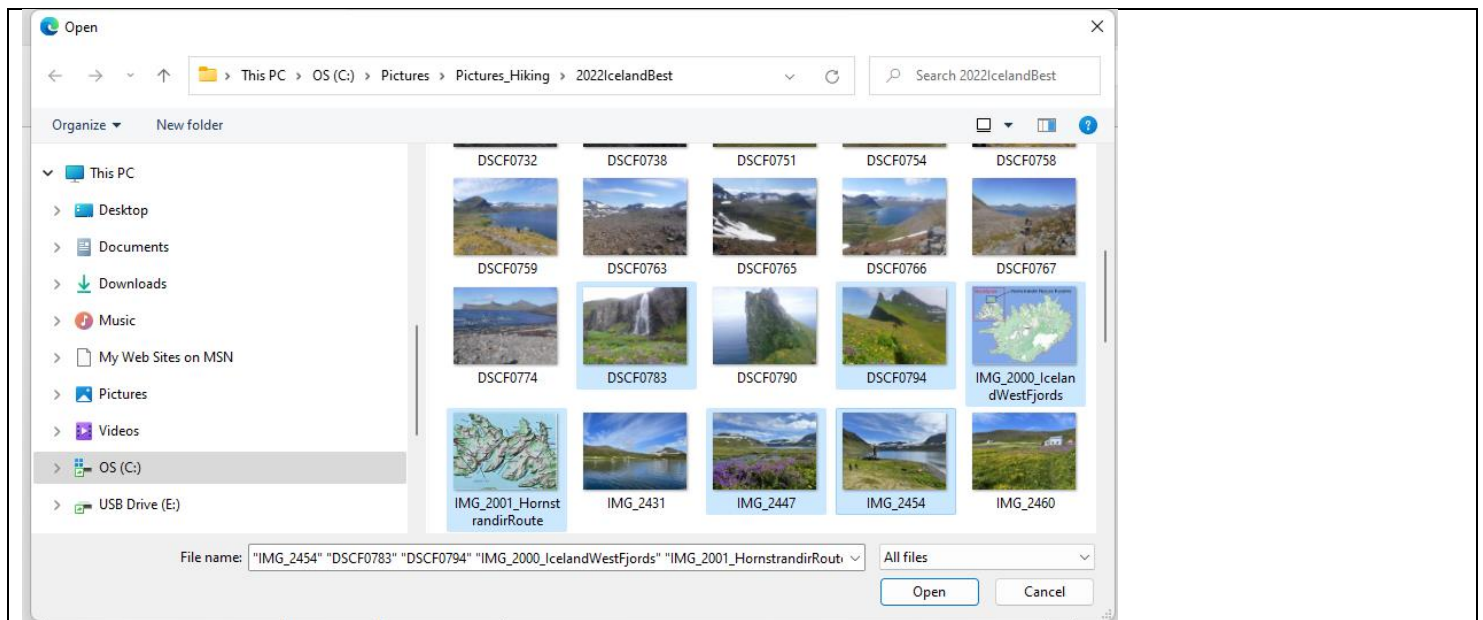 Open
This PC > OS (C:) > Pictures > Pictures_Hiking > 2022IcelandBest
Search 2022IcelandBest
Organize
New folder
This PC
Desktop
Documents
Downloads
Music
My Web Sites on MSN
Pictures
Videos
OS (C:)
USB Drive (E:)
DSCF0732
DSCF0738
DSCF0751
DSCF0754
DSCF0758
DSCF0759
DSCF0763
DSCF0765
DSCF0766
DSCF0767
DSCF0774
DSCF0783
DSCF0790
DSCF0794
IMG_2000_Icelan
dWestFjords
IMG_2001_Hornst
randirRoute
IMG_2431
IMG_2447
IMG_2454
IMG_2460
File name: "IMG_2454" "DSCF0783" "DSCF0794" "IMG_2000_IcelandWestFjords" "IMG_2001_HornstrandirRout
All files
Open
Cancel